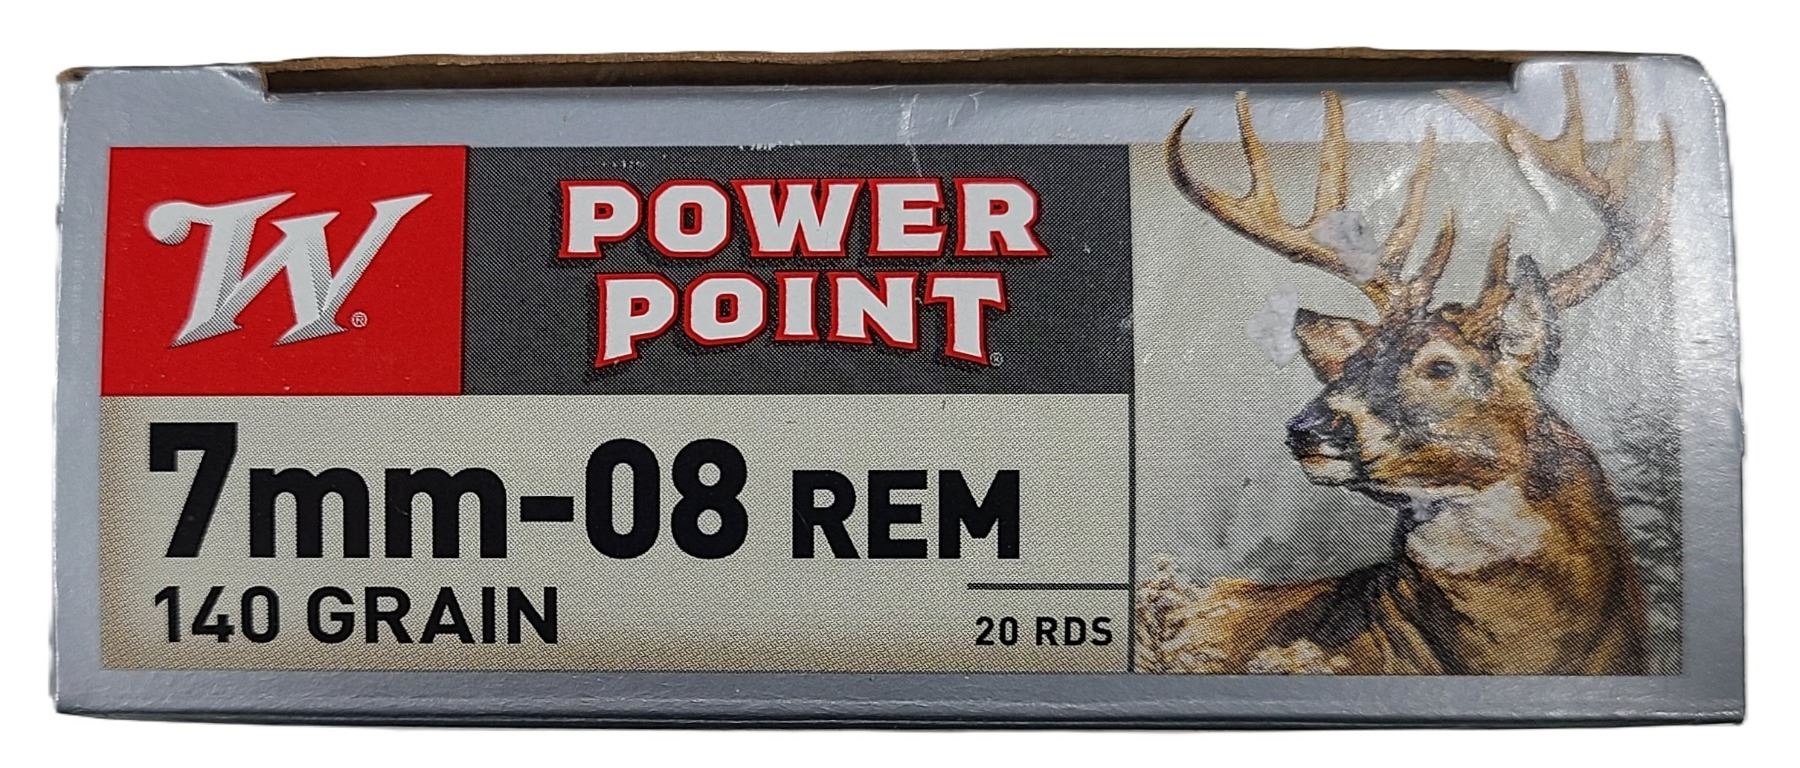 W®
POWER
POINT®
7mm-08 REM
140 GRAIN
20 RDS